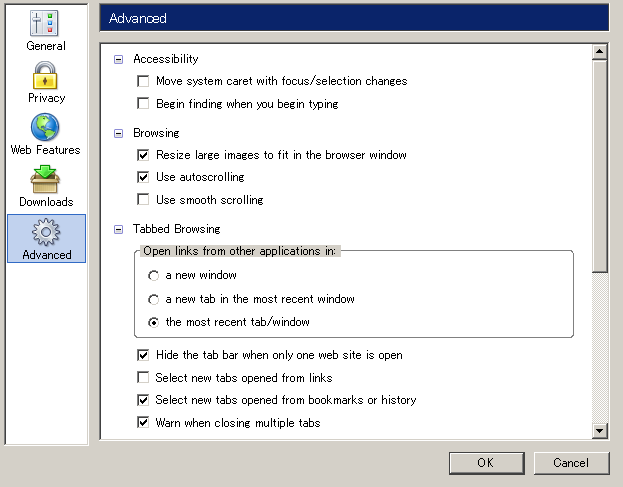 General
Privacy
Web Features
Downloads
Advanced
Advanced
Accessibility
Move system caret with focus/selection changes
Begin finding when you begin typing
Browsing
Resize large images to fit in the browser window
Use autoscrolling
Use smooth scrolling
Tabbed Browsing
Open links from other applications in:
a new window
a new tab in the most recent window
the most recent tab/window
Hide the tab bar when only one web site is open
Select new tabs opened from links
Select new tabs opened from bookmarks or history
Warn when closing multiple tabs
OK
Cancel